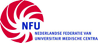 NFU
NEDERLANDSE FEDERATIE VAN
UNIVERSITAIR MEDISCHE CENTRA